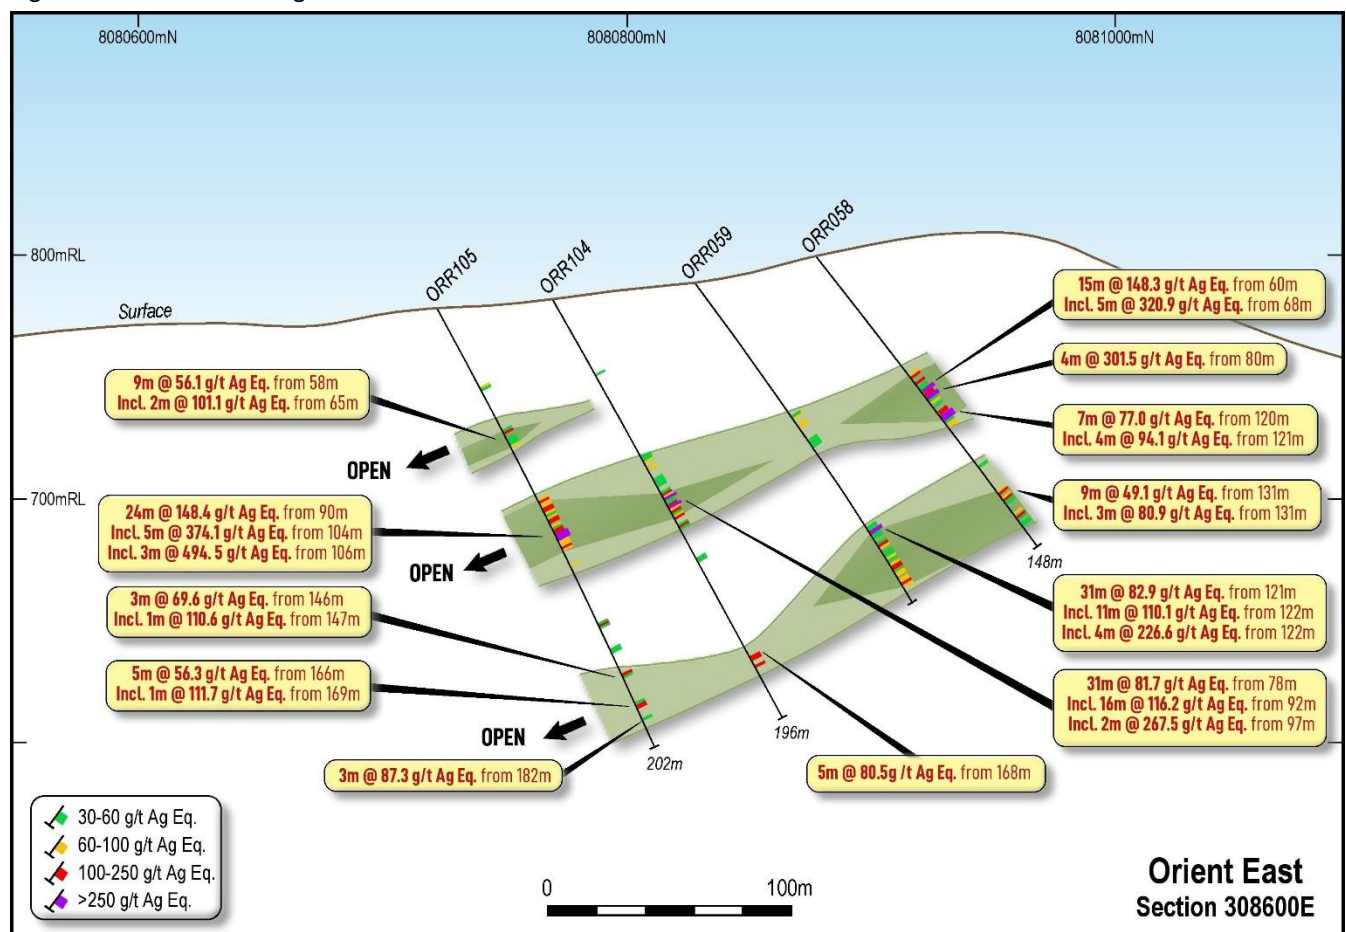 8080600mN
8080800mN
8081000mN
800mRL
Surface
ORR105
ORR104
ORR059
ORR058
15m @ 148.3 g/t Ag Eq. from 60m
Incl. 5m @ 320.9 g/t Ag Eq. from 68m
4m @ 301.5 g/t Ag Eq. from 80m
9m @ 56.1 g/t Ag Eq. from 58m
Incl. 2m @ 101.1 g/t Ag Eq. from 65m
7m @ 77.0 g/t Ag Eq. from 120m
Incl. 4m @ 94.1 g/t Ag Eq. from 121m
OPEN
700mRL
9m @ 49.1 g/t Ag Eq. from 131m
Incl. 3m @ 80.9 g/t Ag Eq. from 131m
24m @ 148.4 g/t Ag Eq. from 90m
Incl. 5m @ 374.1 g/t Ag Eq. from 104m
Incl. 3m @ 494.5 g/t Ag Eq. from 106m
OPEN
148m
3m @ 69.6 g/t Ag Eq. from 146m
Incl. 1m @ 110.6 g/t Ag Eq. from 147m
31m @ 82.9 g/t Ag Eq. from 121m
Incl. 11m @ 110.1 g/t Ag Eq. from 122m
Incl. 4m @ 226.6 g/t Ag Eq. from 122m
5m @ 56.3 g/t Ag Eq. from 166m
Incl. 1m @ 111.7 g/t Ag Eq. from 169m
31m @ 81.7 g/t Ag Eq. from 78m
Incl. 16m @ 116.2 g/t Ag Eq. from 92m
Incl. 2m @ 267.5 g/t Ag Eq. from 97m
OPEN
196m
202m
3m @ 87.3 g/t Ag Eq. from 182m
5m @ 80.5g /t Ag Eq. from 168m
30-60 g/t Ag Eq.
60-100 g/t Ag Eq.
100-250 g/t Ag Eq.
>250 g/t Ag Eq.
0
100m
Orient East
Section 308600E